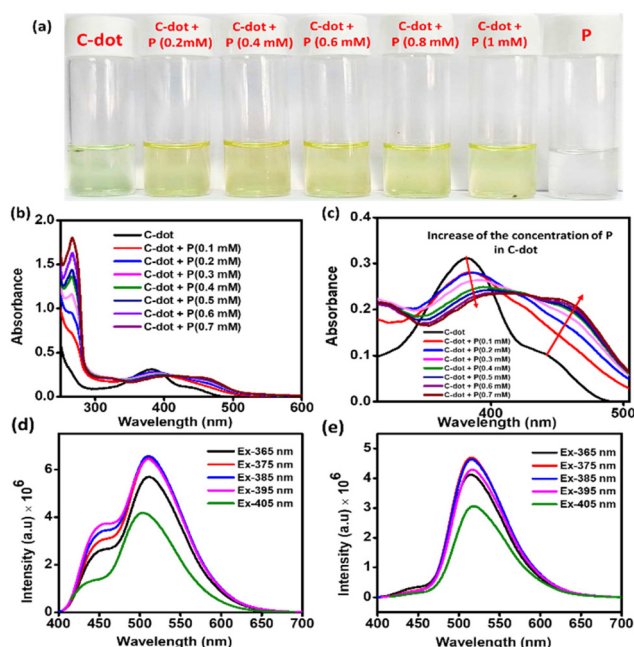 (a)
C-dot
C-dot +
P (0.2mM)
C-dot +
P (0.4 mM)
C-dot +
P (0.6 mM)
C-dot +
P (0.8 mM)
C-dot +
P (1 mM)
P
(b)
2.0
1.5
1.0
0.5
0.0
Absorbance
C-dot
C-dot + P(0.1 mM)
C-dot + P(0.2 mM)
C-dot + P(0.3 mM)
C-dot + P(0.4 mM)
C-dot + P(0.5 mM)
C-dot + P(0.6 mM)
C-dot + P(0.7 mM)
300
400
500
600
Wavelength (nm)
(c)
0.3
0.2
0.1
0.0
Absorbance
Increase of the concentration of P
in C-dot
C-dot
C-dot + P(0.1 mM)
C-dot + P(0.2 mM)
C-dot + P(0.3 mM)
C-dot + P(0.4 mM)
C-dot + P(0.5 mM)
C-dot + P(0.6 mM)
C-dot + P(0.7 mM)
400
500
Wavelength (nm)
(d)
6
4
2
0
Intensity (a.u) × 10⁶
Ex-365 nm
Ex-375 nm
Ex-385 nm
Ex-395 nm
Ex-405 nm
400 450 500 550 600 700
Wavelength (nm)
(e)
5
4
3
2
1
0
Intensity (a.u) × 10⁶
Ex-365 nm
Ex-375 nm
Ex-385 nm
Ex-395 nm
Ex-405 nm
400 450 500 550 600 700
Wavelength (nm)